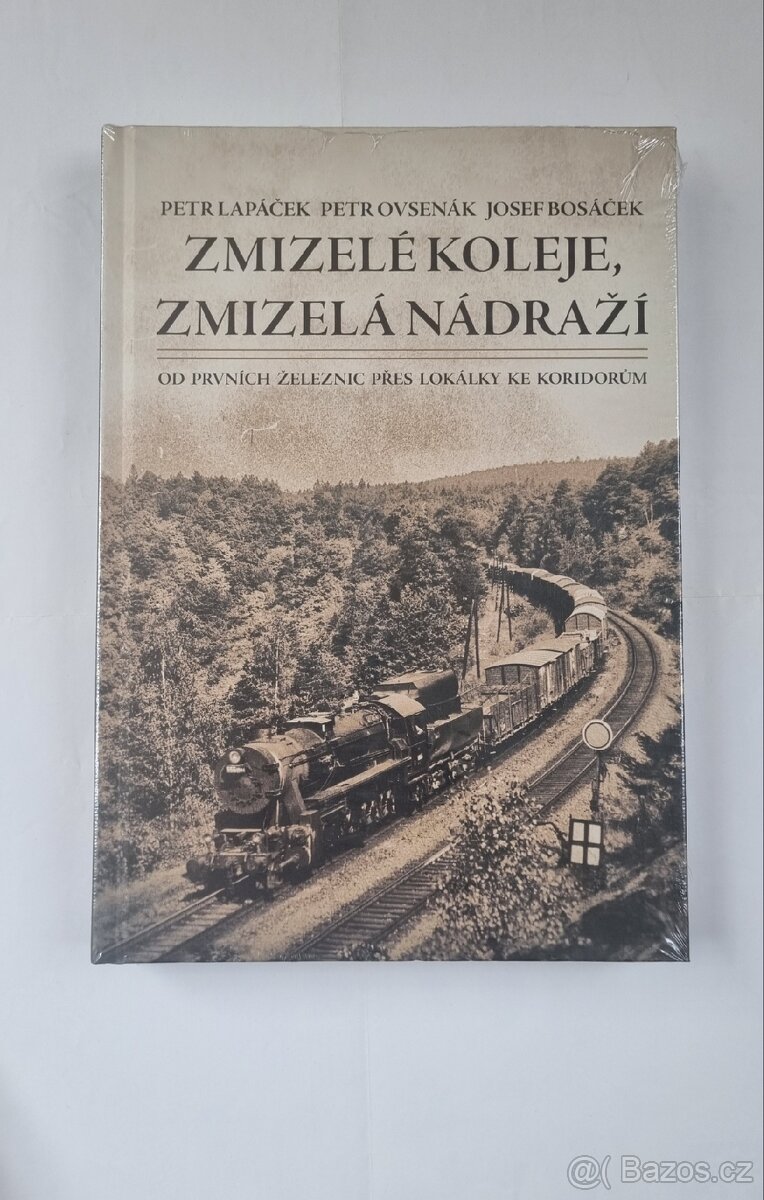 PETR LAPÁČEK PETR OVSENÁK JOSEF BOSÁČEK
ZMIZELÉ KOLEJE,
ZMIZELÁ NÁDRAŽÍ
OD PRVNÍCH ŽELEZNIC PŘES LOKÁLKY KE KORIDORŮM
@( Bazos.cz